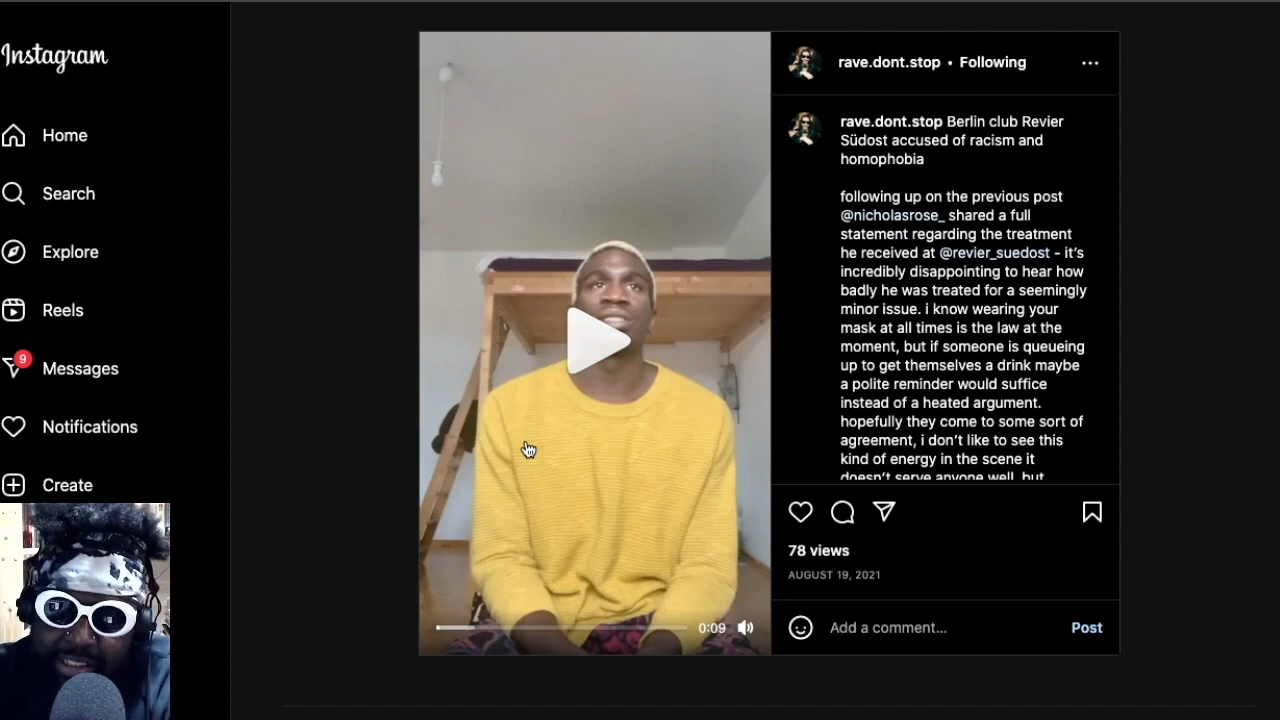 Instagram
Home
Search
Explore
Reels
9
Messages
Notifications
Create
0:09
rave.dont.stop • Following
rave.dont.stop Berlin club Revier
Südost accused of racism and
homophobia
following up on the previous post
@nicholasrose_ shared a full
statement regarding the treatment
he received at @revier_suedost - it’s
incredibly disappointing to hear how
badly he was treated for a seemingly
minor issue. i know wearing your
mask at all times is the law at the
moment, but if someone is queueing
up to get themselves a drink maybe
a polite reminder would suffice
instead of a heated argument.
hopefully they come to some sort of
agreement, i don’t like to see this
kind of energy in the scene it
doesn’t serve anyone well, but
78 views
AUGUST 19, 2021
Add a comment...
Post